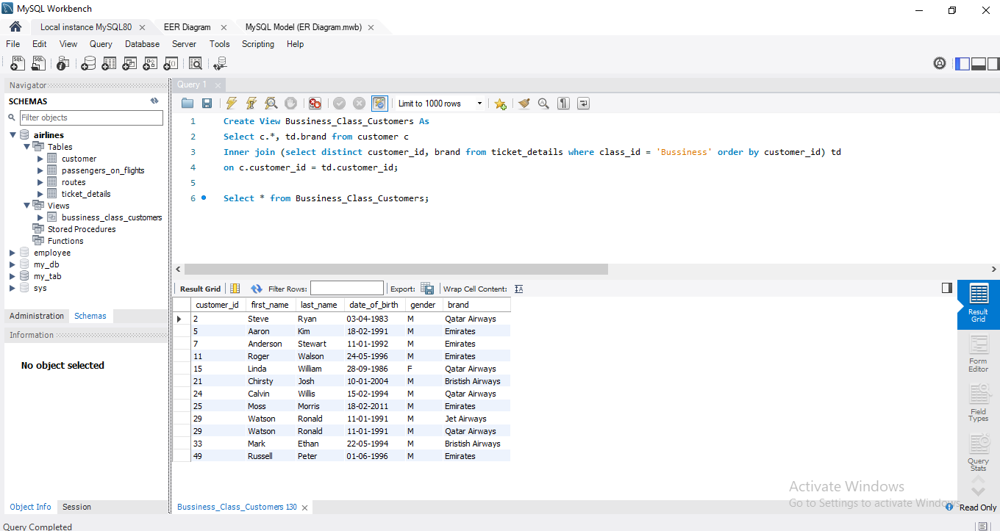 MySQL Workbench
Local instance MySQL80 EER Diagram MySQL Model (ER Diagram.mwb)
File Edit View Query Database Server Tools Scripting Help
Navigator
SCHEMAS
Filter objects
airlines
Tables
customer
passengers_on_flights
routes
ticket_details
Views
bussiness_class_customers
Stored Procedures
Functions
employee
my_db
my_tab
sys
Administration Schemas
Information
No object selected
Object Info Session
Query Completed
Query 1
Limit to 1000 rows
1 Create View Bussiness_Class_Customers As
2 Select c.*, td.brand from customer c
3 Inner join (select distinct customer_id, brand from ticket_details where class_id = 'Bussiness' order by customer_id) td
4 on c.customer_id = td.customer_id;
5
6 Select * from Bussiness_Class_Customers;
Result Grid Filter Rows: Export: Wrap Cell Content:
customer_id first_name last_name date_of_birth gender brand
2 Steve Ryan 03-04-1983 M Qatar Airways
5 Aaron Kim 18-02-1991 M Emirates
7 Anderson Stewart 11-01-1992 M Emirates
11 Roger Walson 24-05-1996 M Emirates
15 Linda William 28-09-1986 F Qatar Airways
21 Chirsty Josh 10-01-2004 M Bristish Airways
24 Calvin Willis 15-02-1994 M Qatar Airways
25 Moss Morris 18-02-2011 M Emirates
29 Watson Ronald 11-01-1991 M Jet Airways
29 Watson Ronald 11-01-1991 M Qatar Airways
33 Mark Ethan 22-05-1994 M Bristish Airways
49 Russell Peter 01-06-1996 M Emirates
Result
Grid
Form
Editor
Field
Types
Query
Stats
Activate Windows
Go to Settings to activate Windows
Bussiness_Class_Customers 130
Read Only